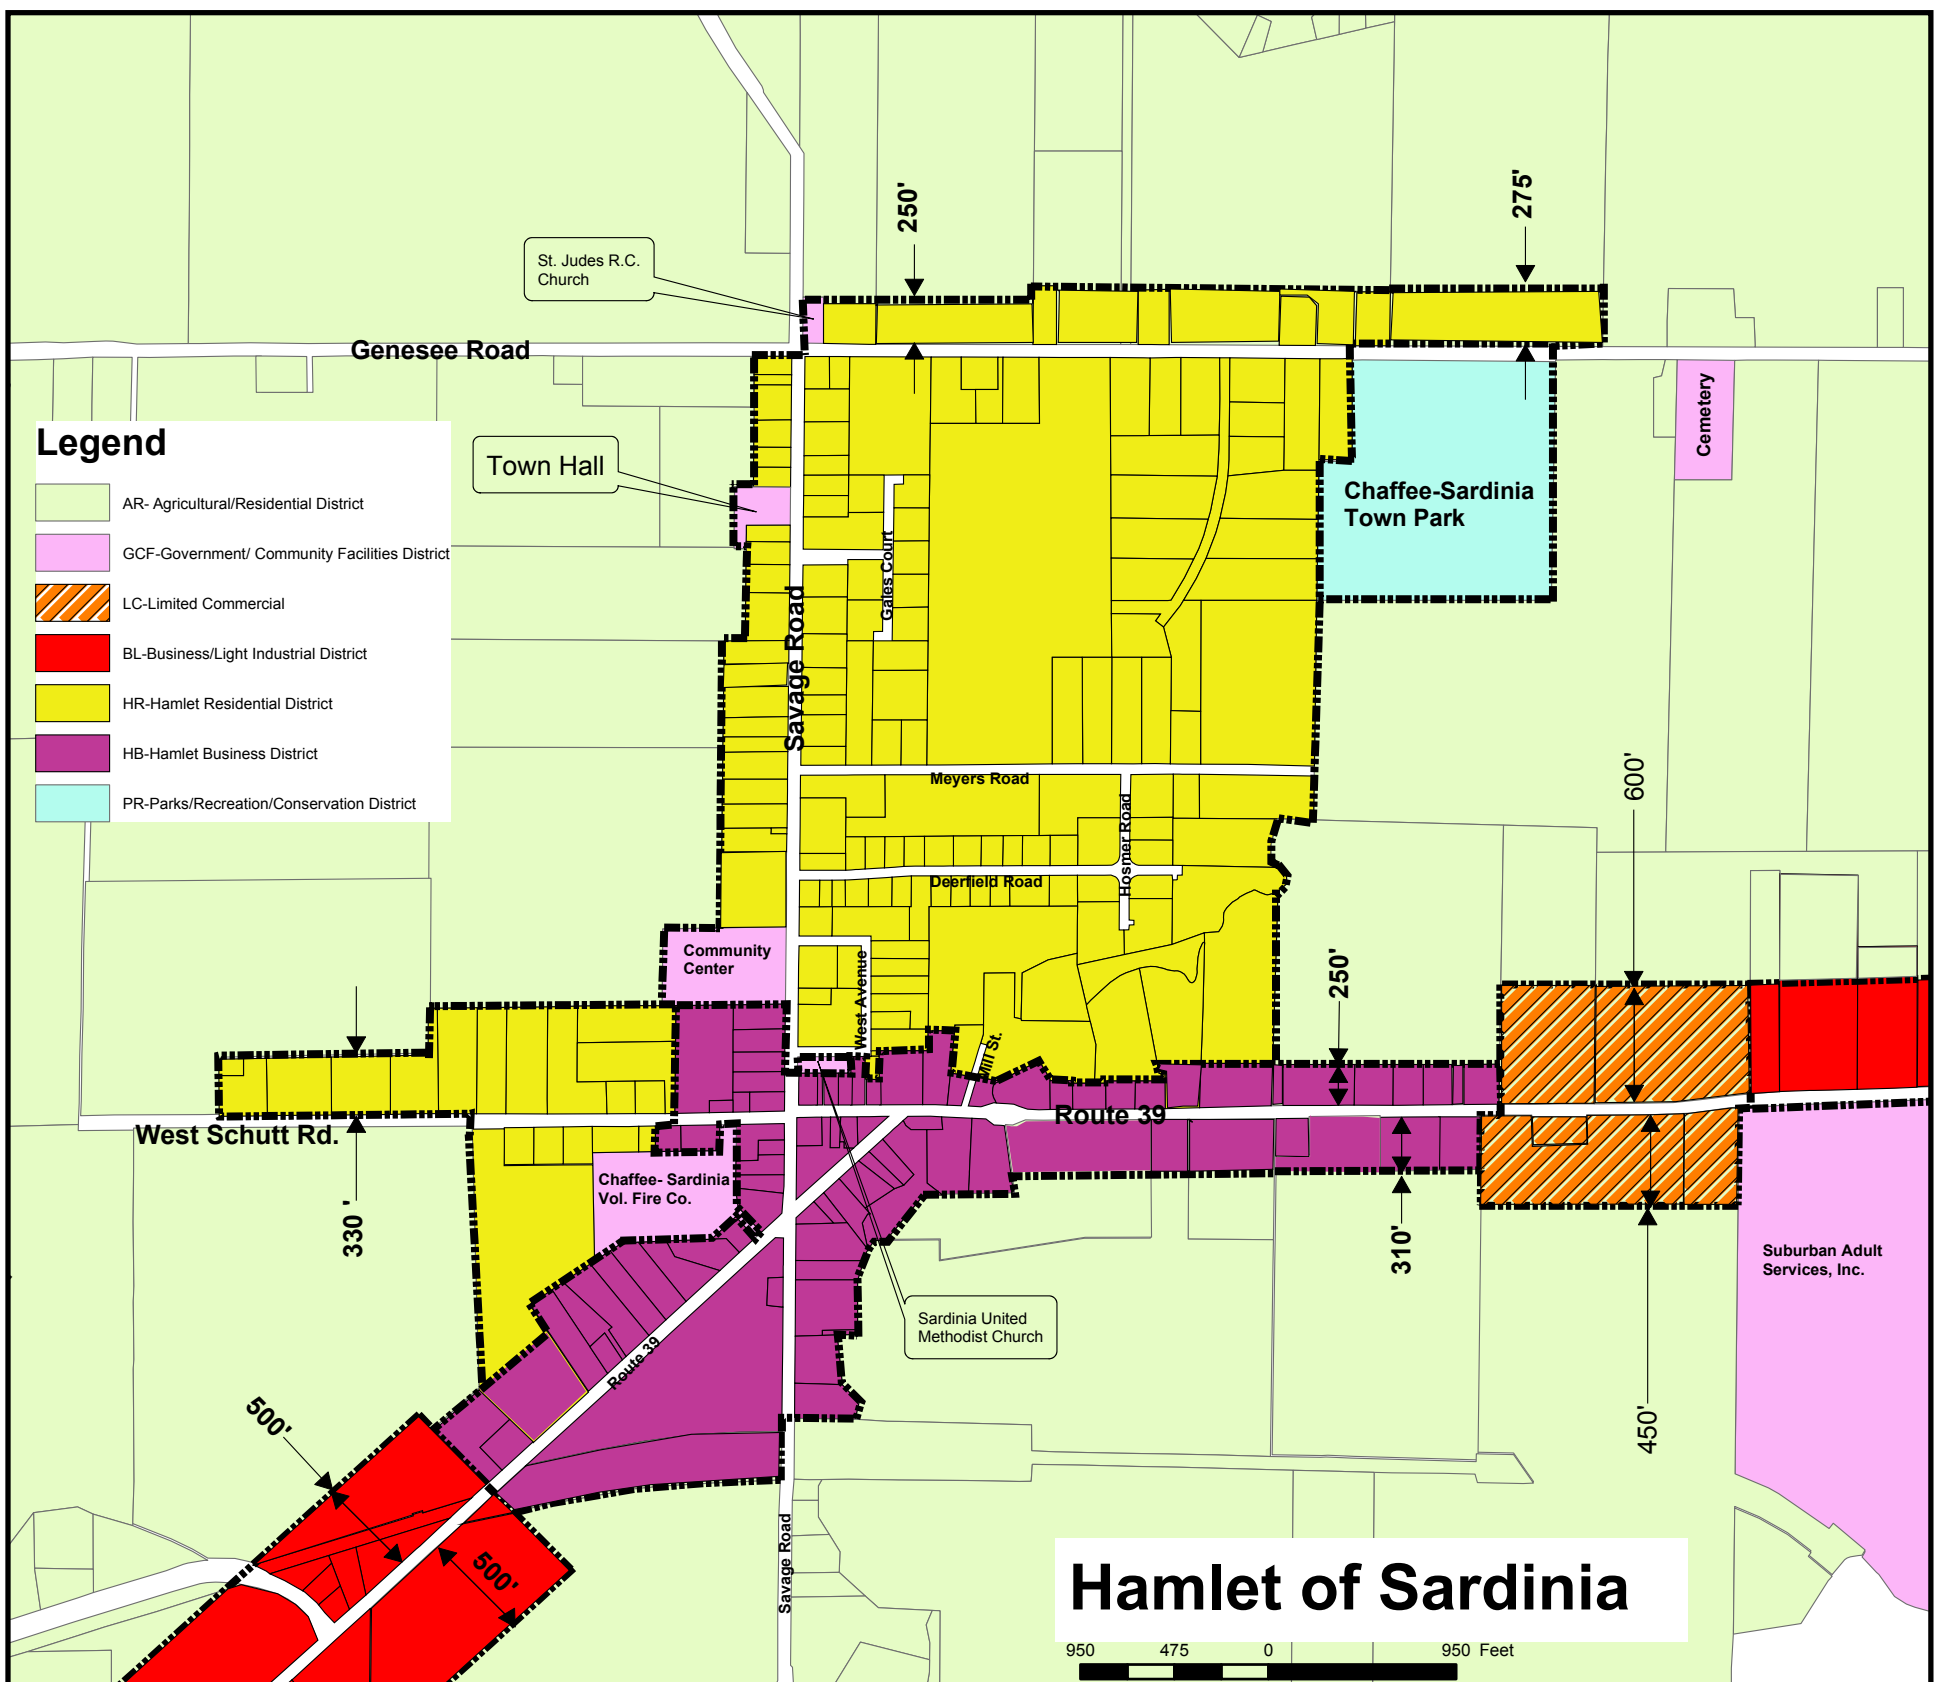 250'
275'
St. Judes R.C.
Church
Genesee Road
Cemetery
Legend
AR- Agricultural/Residential District
GCF-Government/ Community Facilities District
LC-Limited Commercial
BL-Business/Light Industrial District
HR-Hamlet Residential District
HB-Hamlet Business District
PR-Parks/Recreation/Conservation District
Town Hall
Chaffee-Sardinia
Town Park
Gales Court
Savage Road
Meyers Road
Hosmer Road
600'
Deerfield Road
Community
Center
West Avenue
250'
Mill St.
Route 39
West Schutt Rd.
330 '
Chaffee- Sardinia
Vol. Fire Co.
310'
Suburban Adult
Services, Inc.
Sardinia United
Methodist Church
Route 39
500'
450'
500'
Savage Road
Hamlet of Sardinia
950 475 0 950 Feet